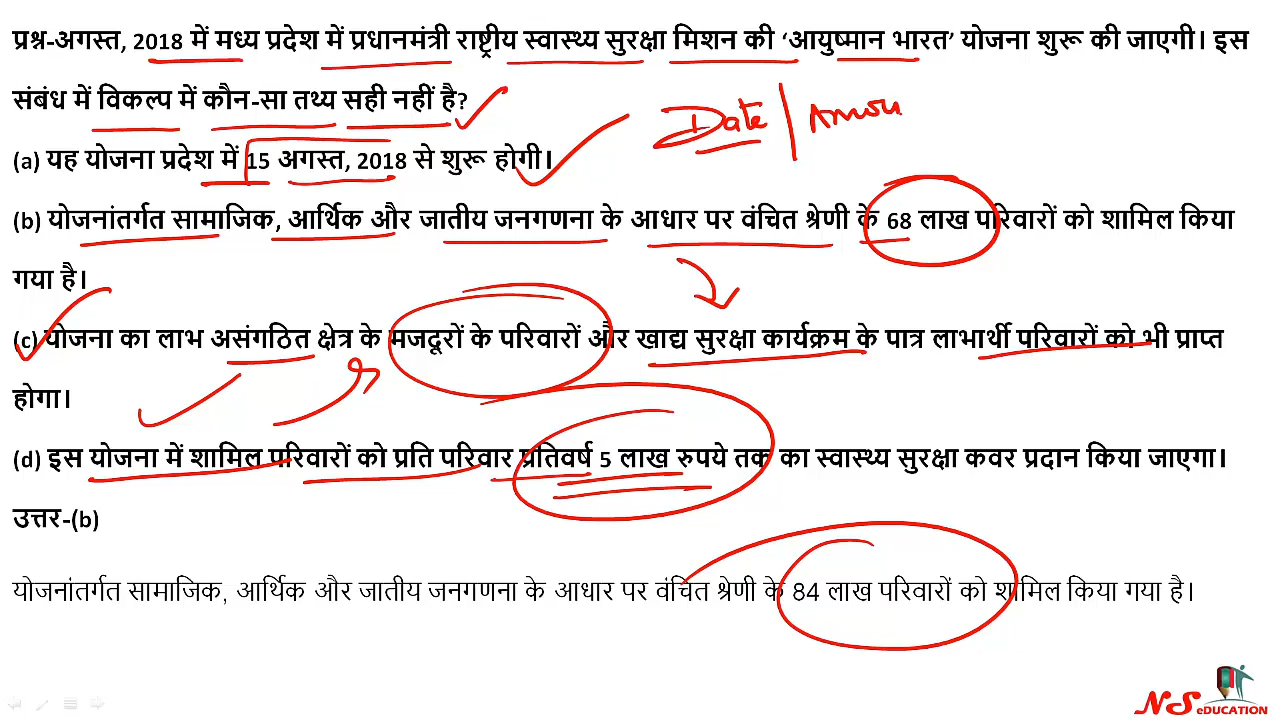 प्रश्न-अगस्त, 2018 में मध्य प्रदेश में प्रधानमंत्री राष्ट्रीय स्वास्थ्य सुरक्षा मिशन की ‘आयुष्मान भारत’ योजना शुरू की जाएगी। इस
संबंध में विकल्प में कौन-सा तथ्य सही नहीं है?
Date | Amou
(a) यह योजना प्रदेश में 15 अगस्त, 2018 से शुरू होगी।
(b) योजनांतर्गत सामाजिक, आर्थिक और जातीय जनगणना के आधार पर वंचित श्रेणी के 68 लाख परिवारों को शामिल किया
गया है।
(c) योजना का लाभ असंगठित क्षेत्र के मजदूरों के परिवारों और खाद्य सुरक्षा कार्यक्रम के पात्र लाभार्थी परिवारों को भी प्राप्त
होगा।
(d) इस योजना में शामिल परिवारों को प्रति परिवार प्रतिवर्ष 5 लाख रुपये तक का स्वास्थ्य सुरक्षा कवर प्रदान किया जाएगा।
उत्तर-(b)
योजनांतर्गत सामाजिक, आर्थिक और जातीय जनगणना के आधार पर वंचित श्रेणी के 84 लाख परिवारों को शामिल किया गया है।
NS eDUCATION